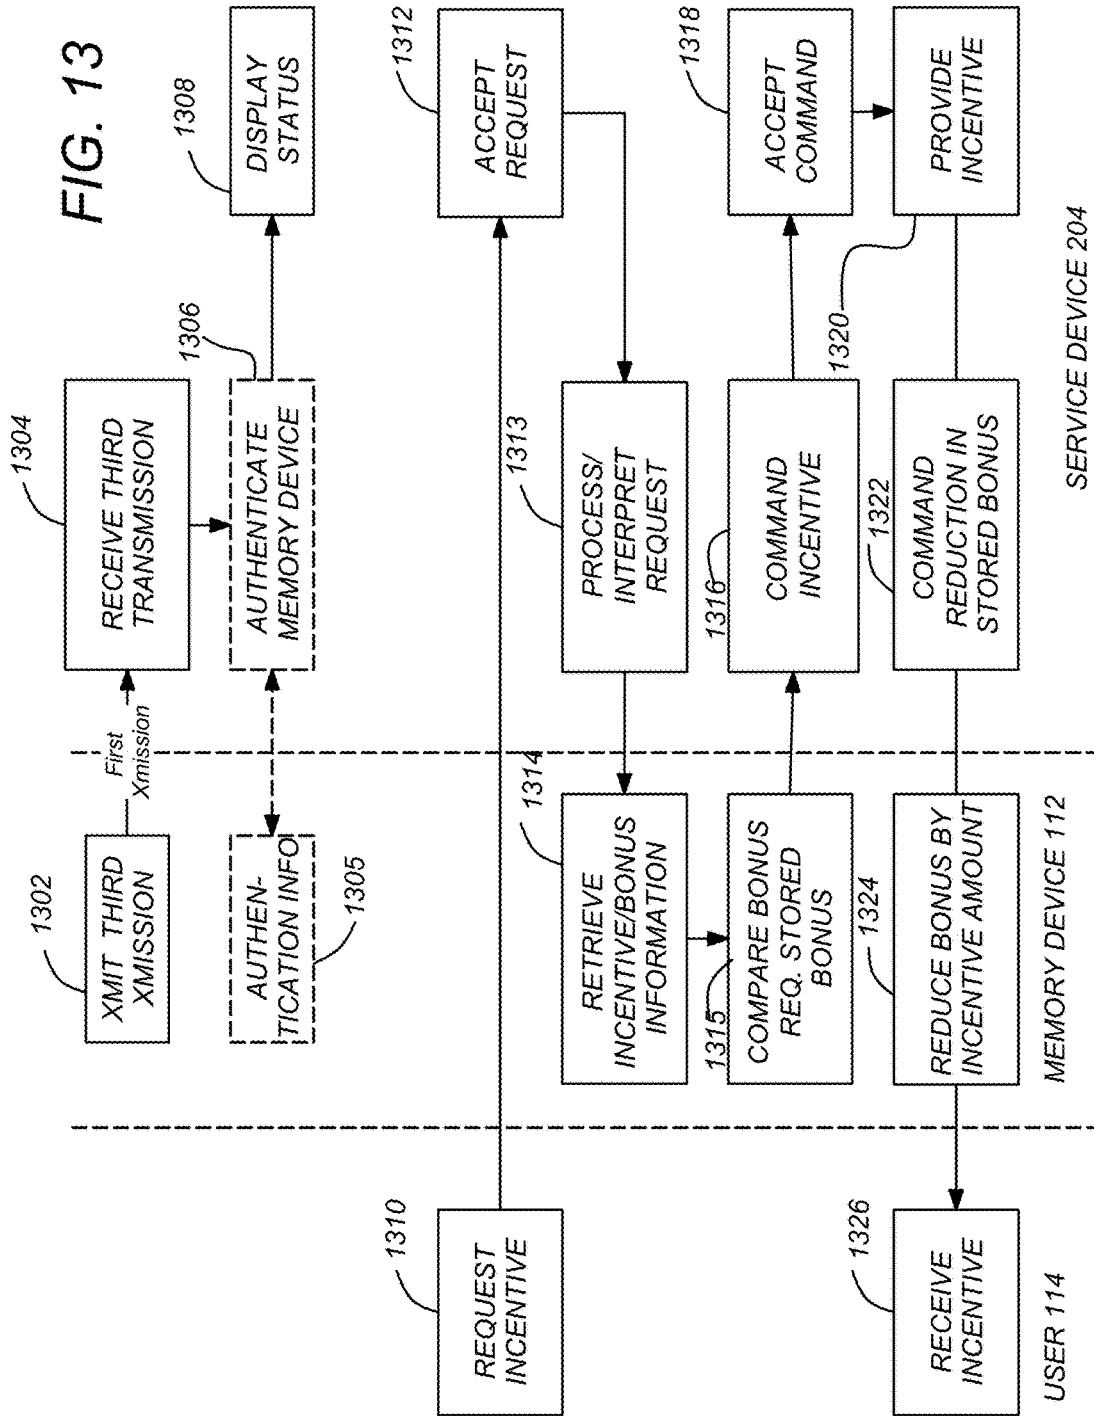 FIG. 13
1302
XMIT THIRD
XMISSION
First
Xmission
1304
RECEIVE THIRD
TRANSMISSION
1305
AUTHEN-
TICATION INFO
1306
AUTHENTICATE
MEMORY DEVICE
1308
DISPLAY
STATUS
1310
REQUEST
INCENTIVE
1312
ACCEPT
REQUEST
1313
PROCESS/
INTERPRET
REQUEST
1314
RETRIEVE
INCENTIVE/BONUS
INFORMATION
1315
COMPARE BONUS
REQ. STORED
BONUS
1316
COMMAND
INCENTIVE
1318
ACCEPT
COMMAND
1320
PROVIDE
INCENTIVE
1322
COMMAND
REDUCTION IN
STORED BONUS
1324
REDUCE BONUS BY
INCENTIVE AMOUNT
1326
RECEIVE
INCENTIVE
USER 114
MEMORY DEVICE 112
SERVICE DEVICE 204